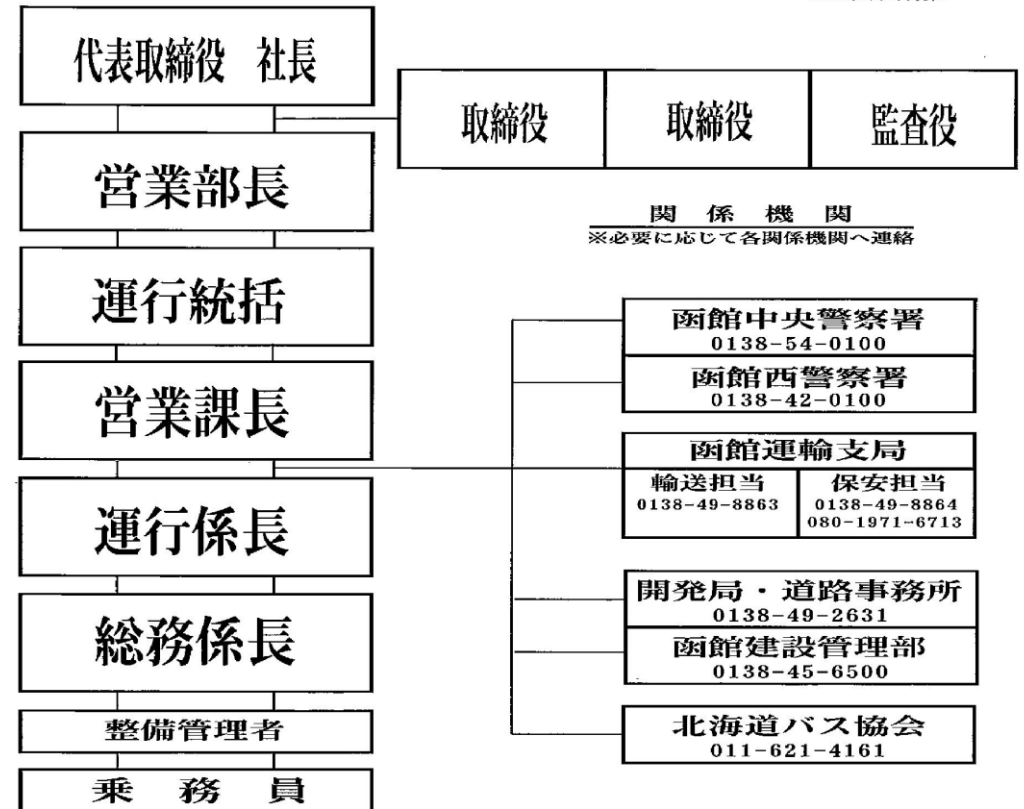 代表取締役 社長
取締役 取締役 監査役
営業部長
運行統括
営業課長
運行係長
総務係長
整備管理者
乗務員
関係機関
※必要に応じて各関係機関へ連絡
函館中央警察署
0138-54-0100
函館西警察署
0138-42-0100
函館運輸支局
輸送担当
0138-49-8863
保安担当
0138-49-8864
080-1971-6713
開発局・道路事務所
0138-49-2631
函館建設管理部
0138-45-6500
北海道バス協会
011-621-4161